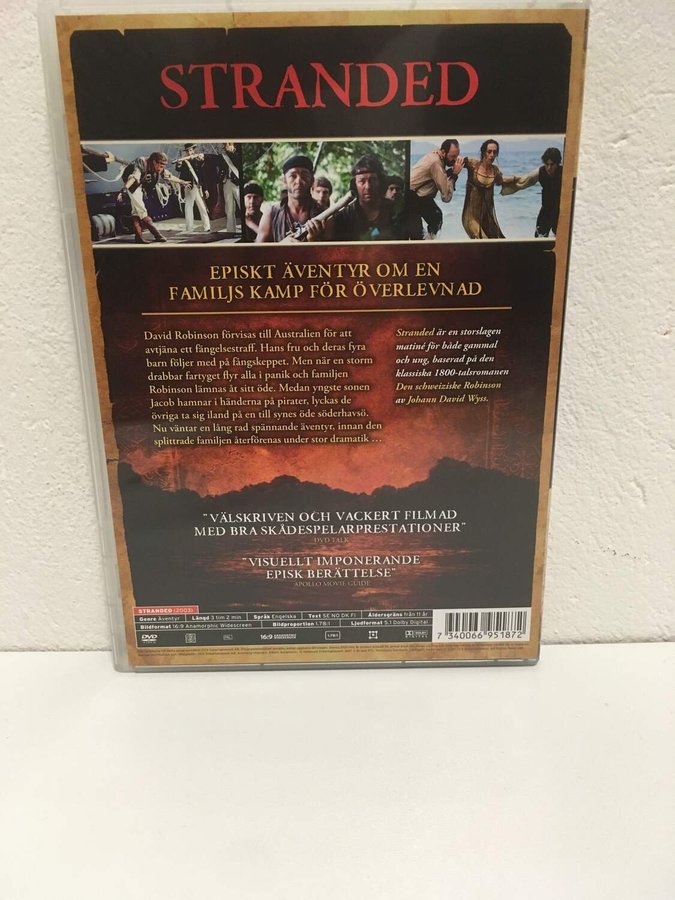 STRANDED
EPISKT ÄVENTYR OM EN
FAMILJS KAMP FÖR ÖVERLEVNAD
David Robinson förvisas till Australien för att
avtjäna ett fängelsestraff. Hans fru och deras fyra
barn följer med på fångskeppet. Men när en storm
drabbar fartyget flyr alla i panik och familjen
Robinson lämnas åt sitt öde. Medan yngste sonen
Jacob hamnar i händerna på pirater, lyckas de
övriga ta sig iland på en till synes öde söderhavsö.
Nu väntar en lång rad spännande äventyr, innan den
splittrade familjen återförenas under stor dramatik ...
Stranded är en storslagen
matiné för både gammal
och ung, baserad på den
klassiska 1800-talsromanen
Den schweiziske Robinson
av Johann David Wyss.
"VÄLSKRIVEN OCH VACKERT FILMAD
MED BRA SKÅDESPELARPRESTATIONER"
DVD TALK
"VISUELLT IMPONERANDE
EPISK BERÄTTELSE"
APOLLO MOVIE GUIDE
STRANDED (2003)
Genre Äventyr Längd 3 tim 2 min Språk Engelska Text SE NO DK FI Åldersgräns från 11 år
Bildformat 16:9 Anamorphic Widescreen Bildproportion 1.78:1 Ljudformat 5.1 Dolby Digital
DVD PAL 16:9 1.78:1
7 340066 951872